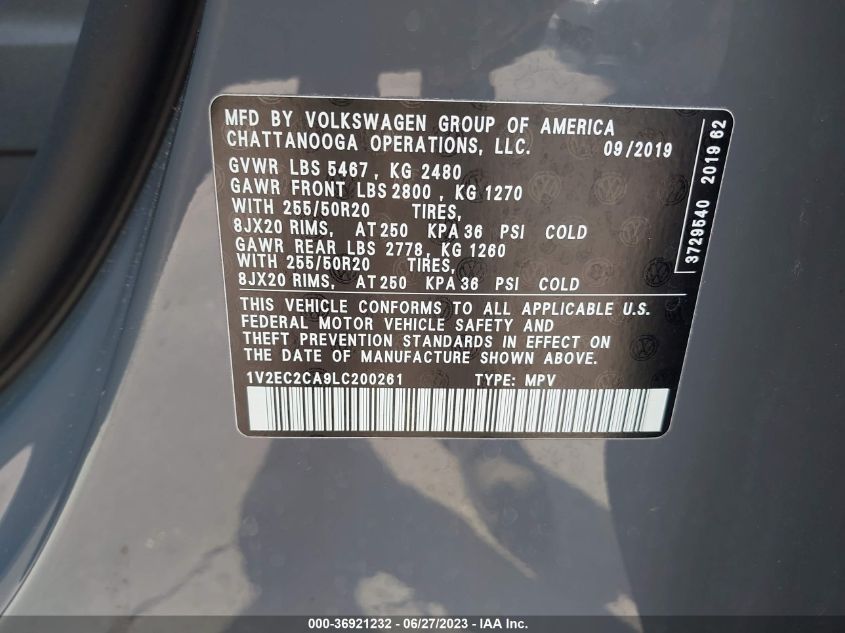 MFD BY VOLKSWAGEN GROUP OF AMERICA
CHATTANOOGA OPERATIONS, LLC. 09/2019
GVWR LBS 5467, KG 2480
GAWR FRONT LBS 2800, KG 1270
WITH 255/50R20 TIRES,
8JX20 RIMS, AT 250 KPA 36 PSI COLD
GAWR REAR LBS 2778, KG 1260
WITH 255/50R20 TIRES,
8JX20 RIMS, AT 250 KPA 36 PSI COLD
THIS VEHICLE CONFORMS TO ALL APPLICABLE U.S.
FEDERAL MOTOR VEHICLE SAFETY AND
THEFT PREVENTION STANDARDS IN EFFECT ON
THE DATE OF MANUFACTURE SHOWN ABOVE.
1V2EC2CA9LC200261 TYPE: MPV
3729540 2019 62
000-36921232 - 06/27/2023 - IAA Inc.